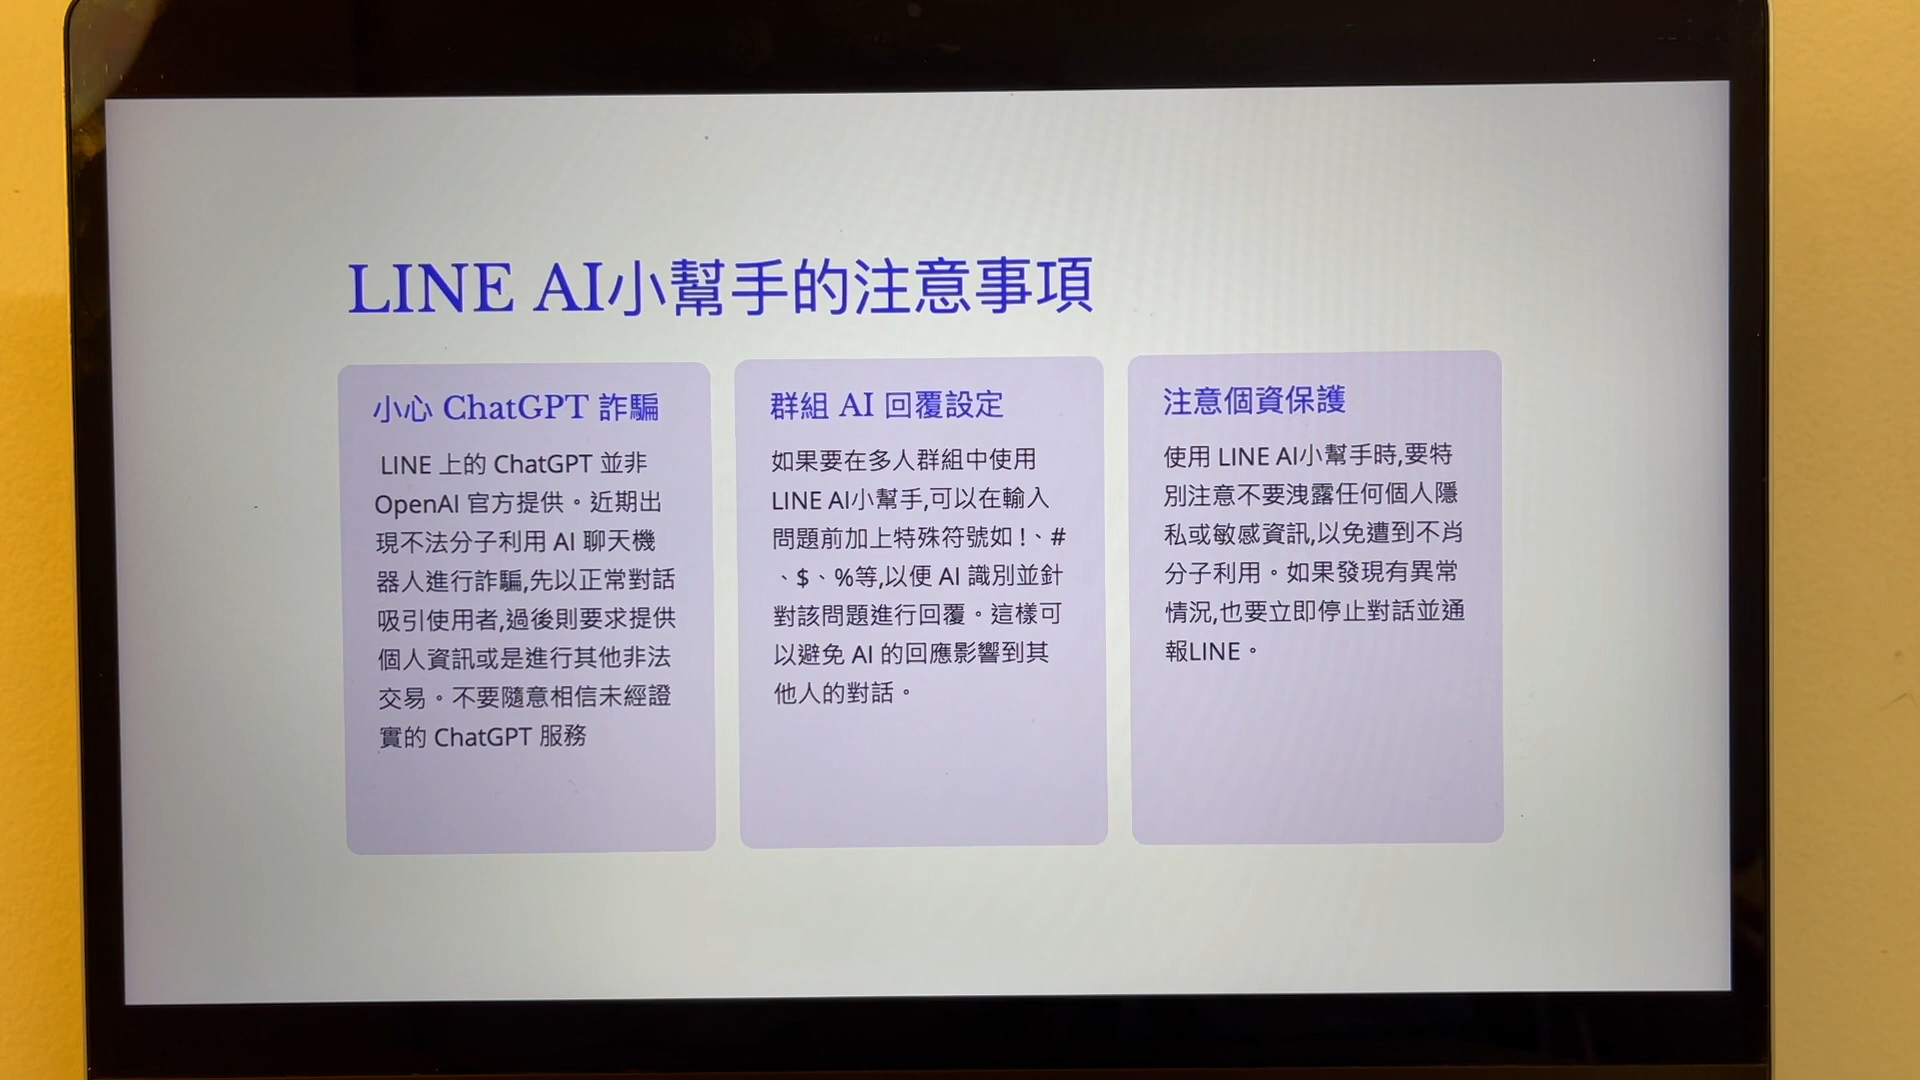 LINE AI小幫手的注意事項
小心 ChatGPT 詐騙
LINE 上的 ChatGPT 並非
OpenAI 官方提供。近期出
現不法分子利用 AI 聊天機
器人進行詐騙,先以正常對話
吸引使用者,過後則要求提供
個人資訊或是進行其他非法
交易。不要隨意相信未經證
實的 ChatGPT 服務
群組 AI 回覆設定
如果要在多人群組中使用
LINE AI小幫手,可以在輸入
問題前加上特殊符號如 !、#
、$、%等,以便 AI 識別並針
對該問題進行回覆。這樣可
以避免 AI 的回應影響到其
他人的對話。
注意個資保護
使用 LINE AI小幫手時,要特
別注意不要洩露任何個人隱
私或敏感資訊,以免遭到不肖
分子利用。如果發現有異常
情況,也要立即停止對話並通
報LINE。